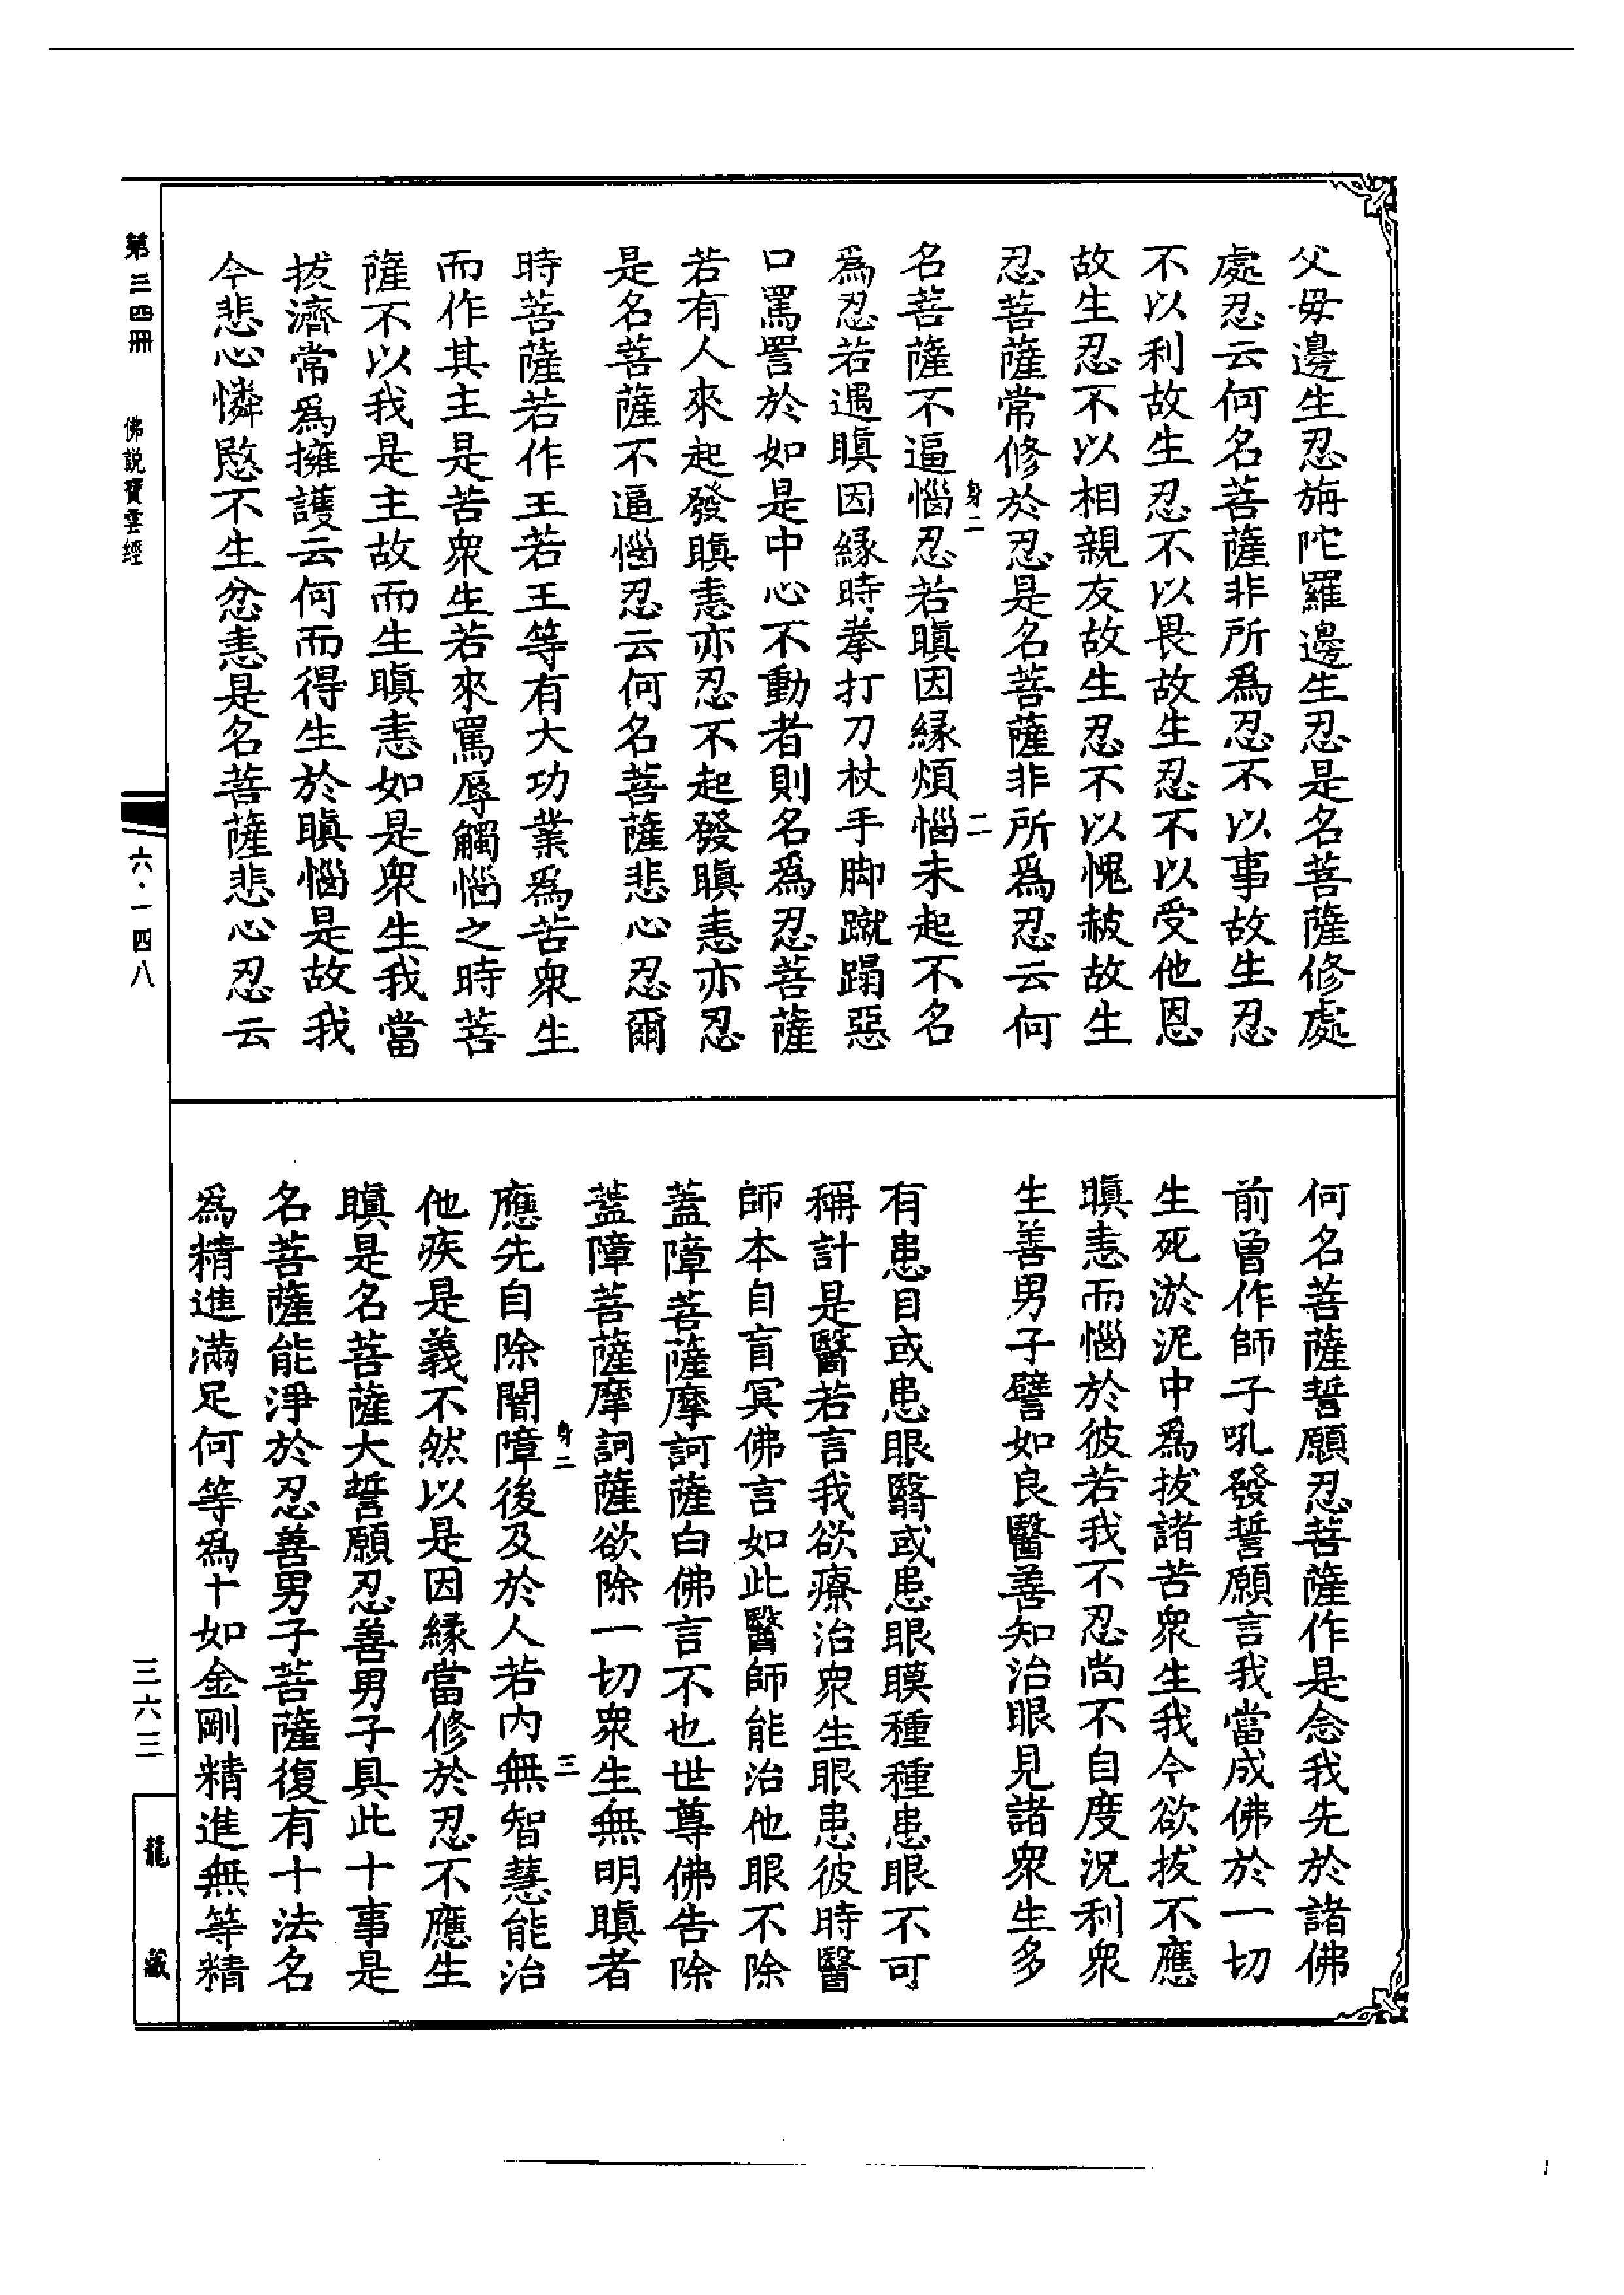 父母邊生忍旃陀羅邊生忍是名菩薩修處
處忍云何名菩薩非所爲忍不以事故生忍
不以利故生忍不以畏故生忍不以受他恩
故生忍不以相親友故生忍不以愧赧故生
忍菩薩常修於忍是名菩薩非所爲忍云何
身二
二
名菩薩不逼惱忍若瞋因緣煩惱未起不名
爲忍若遇瞋因緣時拳打刀杖手脚蹴蹋惡
口罵詈於如是中心不動者則名爲忍菩薩
若有人來起發瞋恚亦忍不起發瞋恚亦忍
是名菩薩不逼惱忍云何名菩薩悲心忍爾
時菩薩若作王若王等有大功業爲苦衆生
而作其主是苦衆生若來罵辱觸惱之時菩
薩不以我是主故而生瞋恚如是衆生我當
拔濟常爲擁護云何而得生於瞋惱是故我
今悲心憐愍不生忿恚是名菩薩悲心忍云
何名菩薩誓願忍菩薩作是念我先於諸佛
前曾作師子吼發誓願言我當成佛於一切
生死淤泥中爲拔諸苦衆生我今欲拔不應
瞋恚而惱於彼若我不忍尚不自度況利衆
生善男子譬如良醫善知治眼見諸衆生多
有患目或患眼瞖或患眼瞙種種患眼不可
稱計是醫若言我欲療治衆生眼患彼時醫
師本自盲冥佛言如此醫師能治他眼不除
蓋障菩薩摩訶薩白佛言不也世尊佛告除
蓋障菩薩摩訶薩欲除一切衆生無明瞋者
身二
三
應先自除闇障後及於人若內無智慧能治
他疾是義不然以是因緣當修於忍不應生
瞋是名菩薩大誓願忍善男子具此十事是
名菩薩能淨於忍善男子菩薩復有十法名
爲精進滿足何等爲十如金剛精進無等精
第三四冊
佛説寶雲經
六·一四八
三六三
龍藏